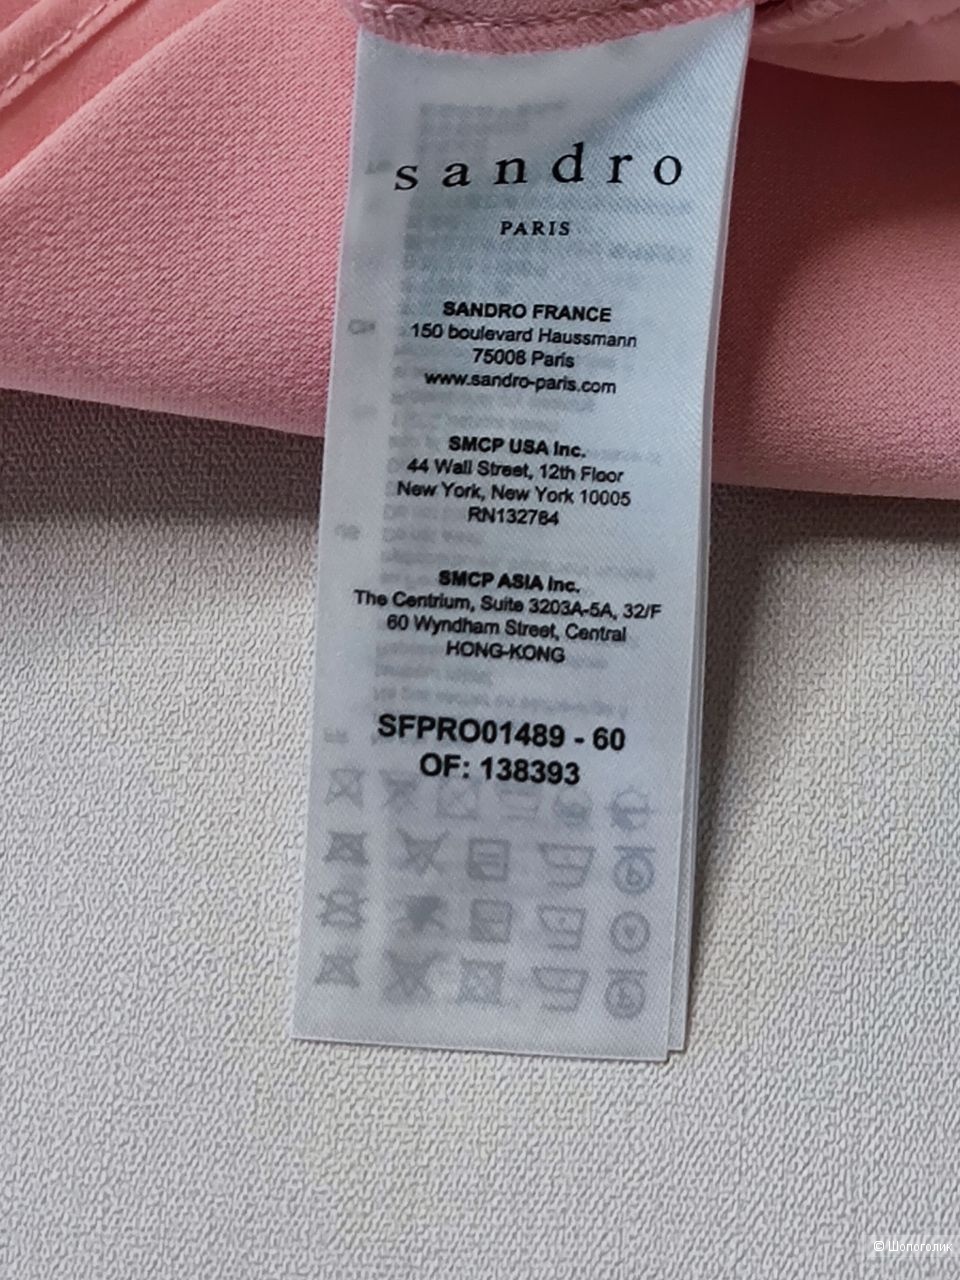 sandro
PARIS
SANDRO FRANCE
150 boulevard Haussmann
75008 Paris
www.sandro-paris.com
SMCP USA Inc.
44 Wall Street, 12th Floor
New York, New York 10005
RN132784
SMCP ASIA Inc.
The Centrium, Suite 3203A-5A, 32/F
60 Wyndham Street, Central
HONG-KONG
SFPRO01489 - 60
OF: 138393
© Шопоголик